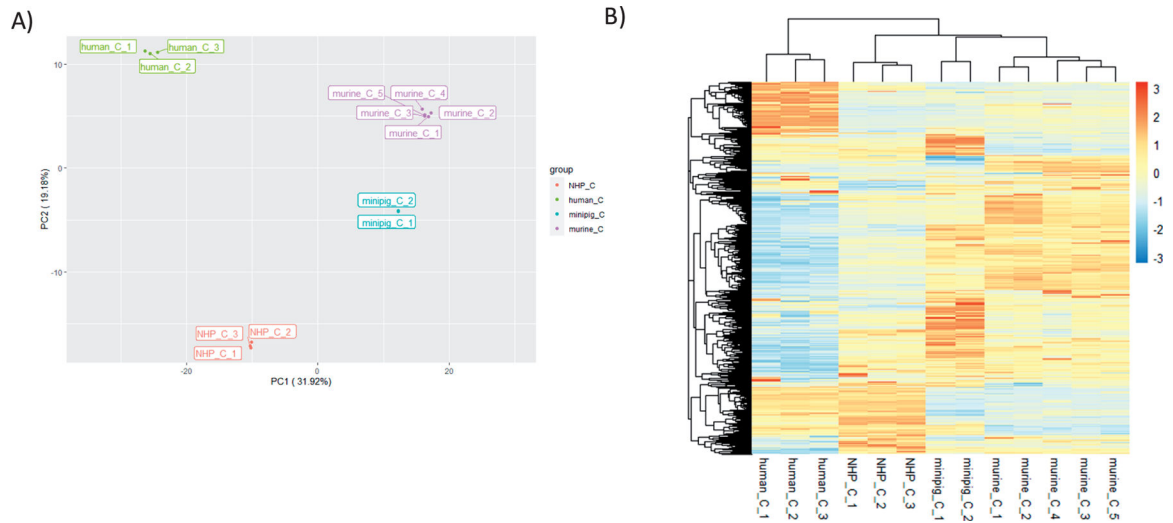 A)
human_C_1
human_C_3
human_C_2
murine_C_5
murine_C_4
murine_C_3
murine_C_2
murine_C_1
minipig_C_2
minipig_C_1
NHP_C_3
NHP_C_2
NHP_C_1
10
0
-10
PC2 ( 19.18%)
-20
0
20
PC1 ( 31.92%)
group
NHP_C
human_C
minipig_C
murine_C
B)
3
2
1
0
-1
-2
-3
human_C_1
human_C_2
human_C_3
NHP_C_1
NHP_C_2
NHP_C_3
minipig_C_1
minipig_C_2
murine_C_1
murine_C_2
murine_C_4
murine_C_3
murine_C_5